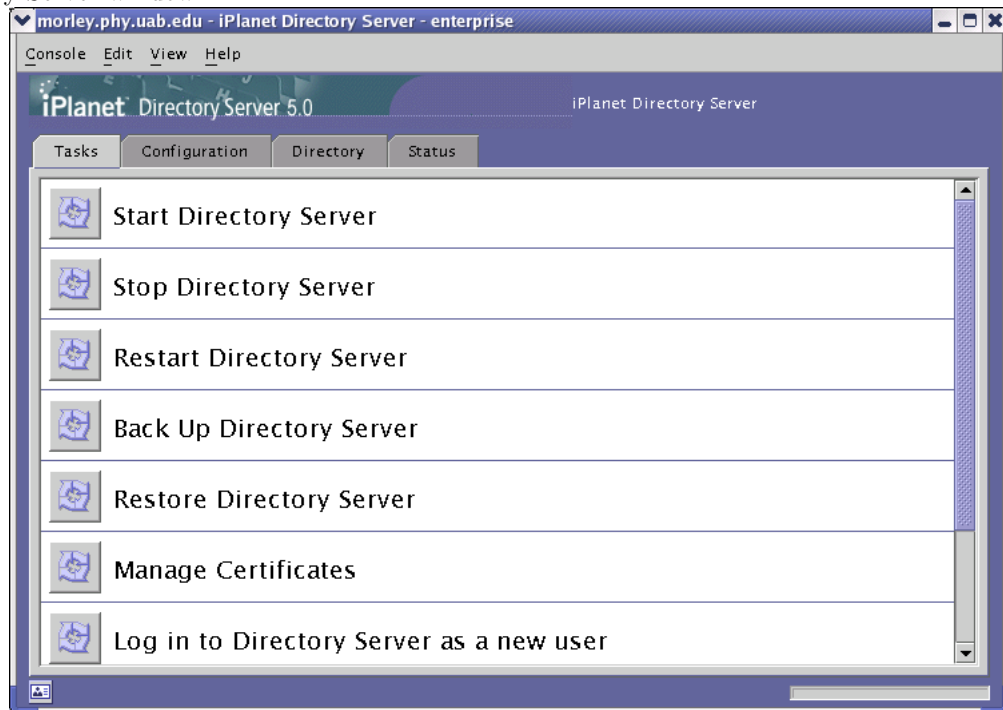 morley.phy.uab.edu - iPlanet Directory Server - enterprise
Console Edit View Help
iPlanet Directory Server 5.0
iPlanet Directory Server
Tasks Configuration Directory Status
Start Directory Server
Stop Directory Server
Restart Directory Server
Back Up Directory Server
Restore Directory Server
Manage Certificates
Log in to Directory Server as a new user